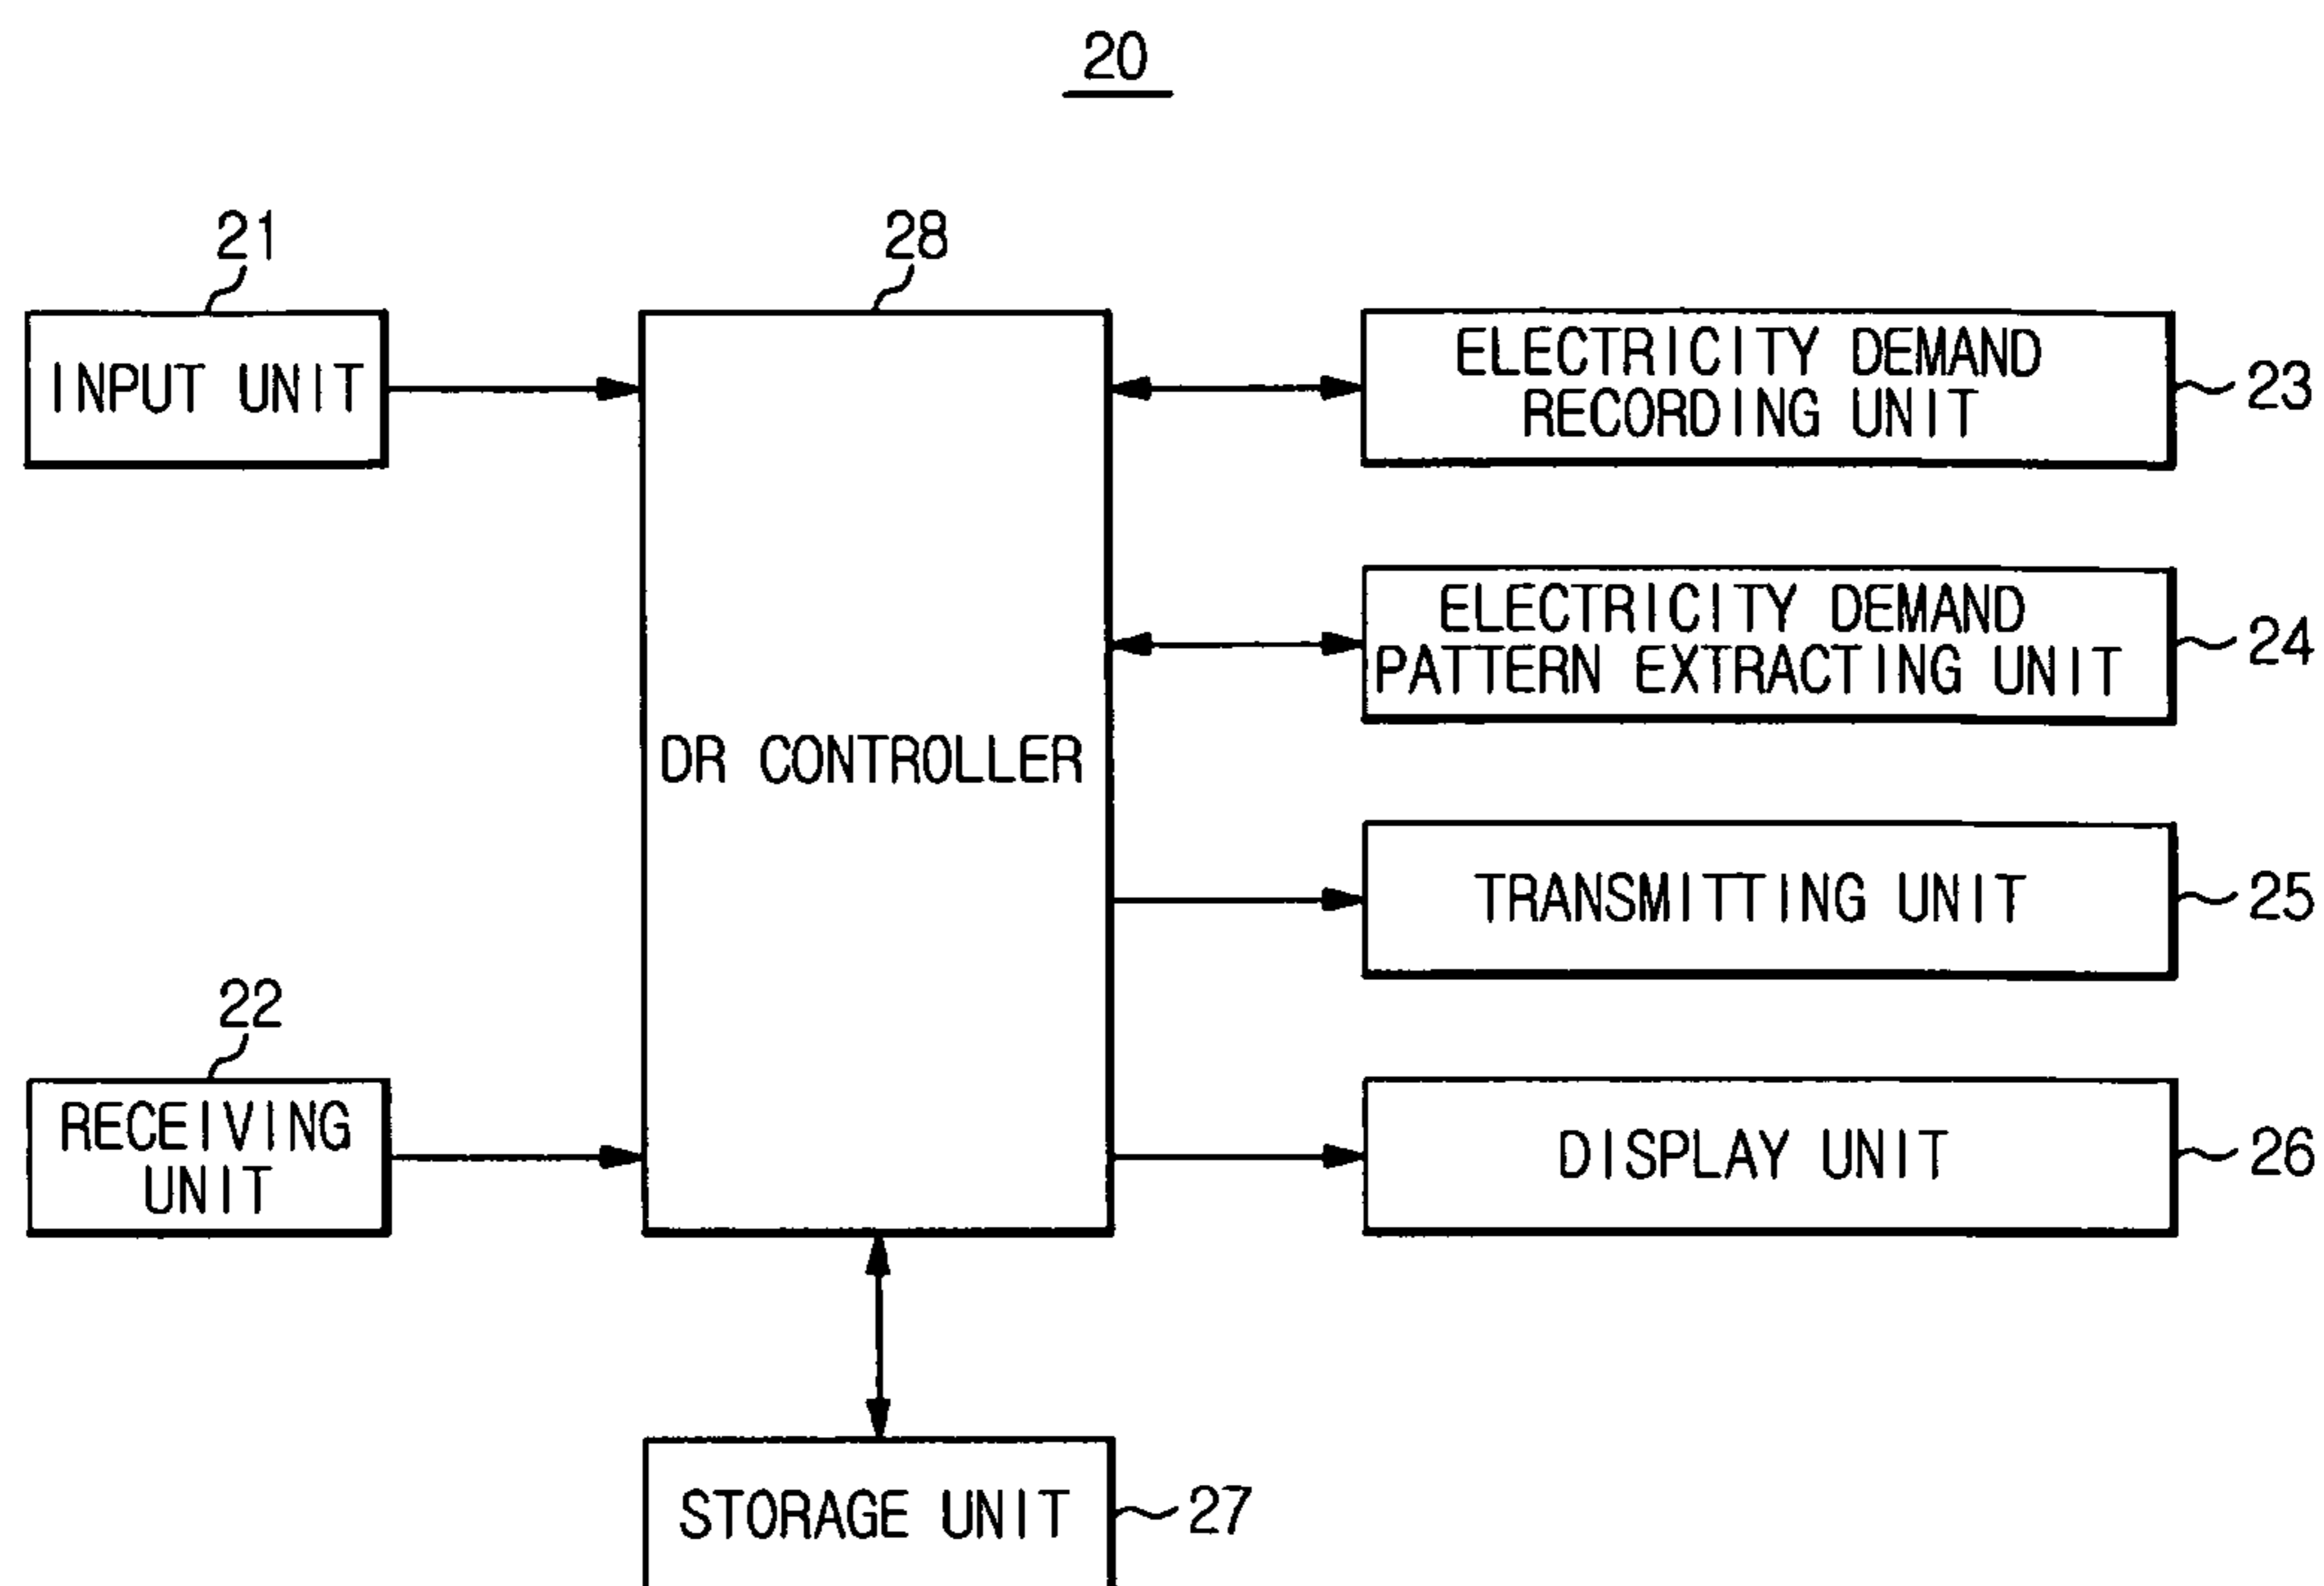 20
21
28
INPUT UNIT
ELECTRICITY DEMAND
RECORDING UNIT
23
ELECTRICITY DEMAND
PATTERN EXTRACTING UNIT
24
DR CONTROLLER
TRANSMITTING UNIT
25
22
RECEIVING
UNIT
DISPLAY UNIT
26
STORAGE UNIT
27